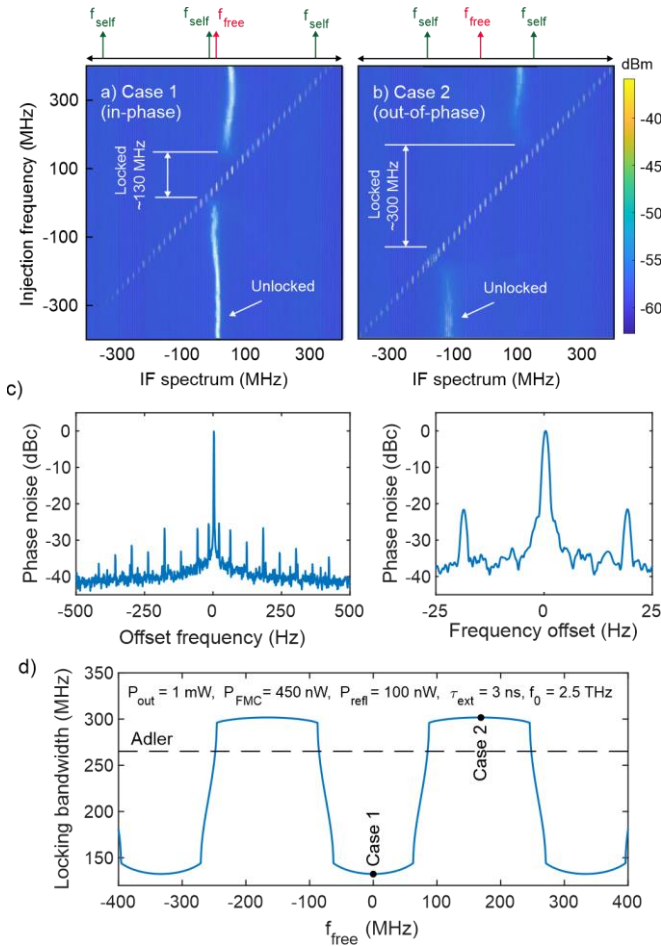 f_self f_self f_free f_self f_self f_free f_self
dBm
a) Case 1
(in-phase)
b) Case 2
(out-of-phase)
Injection frequency (MHz)
300
100
-100
-300
Locked
~130 MHz
Unlocked
Locked
~300 MHz
Unlocked
-40
-45
-50
-55
-60
-300 -100 100 300
-300 -100 100 300
IF spectrum (MHz)
IF spectrum (MHz)
c)
Phase noise (dBc)
0
-10
-20
-30
-40
-500 -250 0 250 500
Offset frequency (Hz)
Phase noise (dBc)
0
-10
-20
-30
-40
-25 0 25
Frequency offset (Hz)
d)
Locking bandwidth (MHz)
350
300
250
200
150
P_out = 1 mW, P_FMC = 450 nW, P_refl = 100 nW, τ_ext = 3 ns, f_0 = 2.5 THz
Adler
Case 1
Case 2
-400 -300 -200 -100 0 100 200 300 400
f_free (MHz)